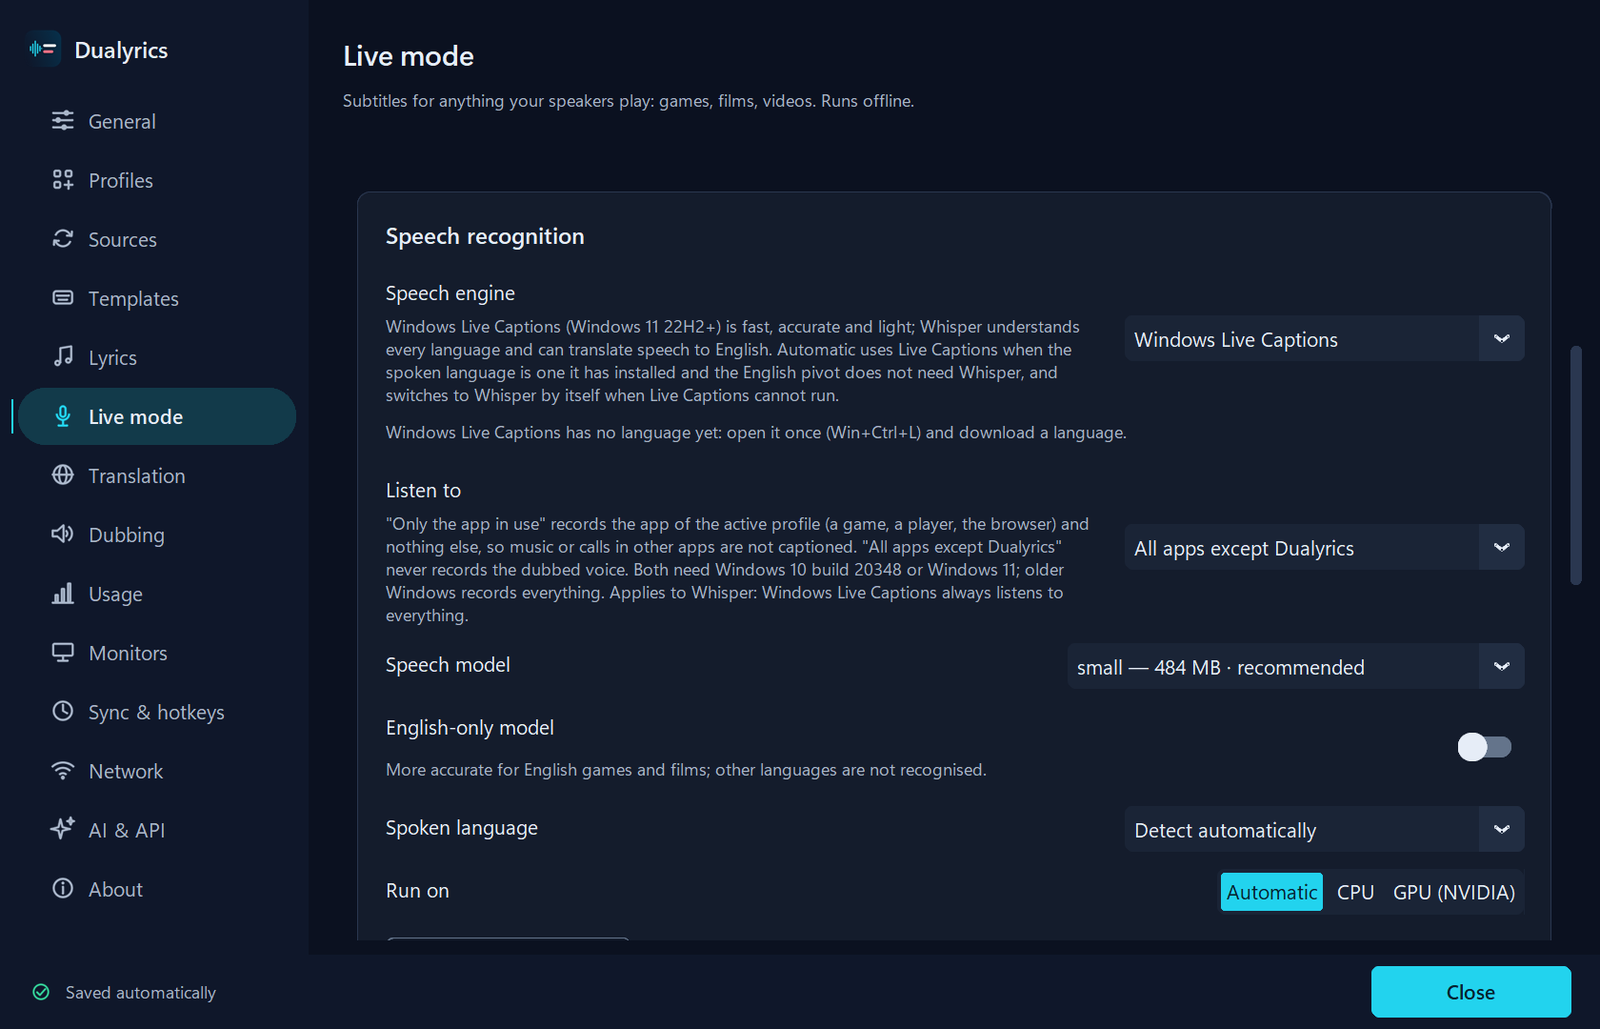 Dualyrics
General
Profiles
Sources
Templates
Lyrics
Live mode
Translation
Dubbing
Usage
Monitors
Sync & hotkeys
Network
AI & API
About
Saved automatically
Live mode
Subtitles for anything your speakers play: games, films, videos. Runs offline.
Speech recognition
Speech engine
Windows Live Captions (Windows 11 22H2+) is fast, accurate and light; Whisper understands
every language and can translate speech to English. Automatic uses Live Captions when the
spoken language is one it has installed and the English pivot does not need Whisper, and
switches to Whisper by itself when Live Captions cannot run.
Windows Live Captions
Windows Live Captions has no language yet: open it once (Win+Ctrl+L) and download a language.
Listen to
"Only the app in use" records the app of the active profile (a game, a player, the browser) and
nothing else, so music or calls in other apps are not captioned. "All apps except Dualyrics"
never records the dubbed voice. Both need Windows 10 build 20348 or Windows 11; older
Windows records everything. Applies to Whisper: Windows Live Captions always listens to
everything.
All apps except Dualyrics
Speech model
small — 484 MB · recommended
English-only model
More accurate for English games and films; other languages are not recognised.
Spoken language
Detect automatically
Run on
Automatic CPU GPU (NVIDIA)
Close